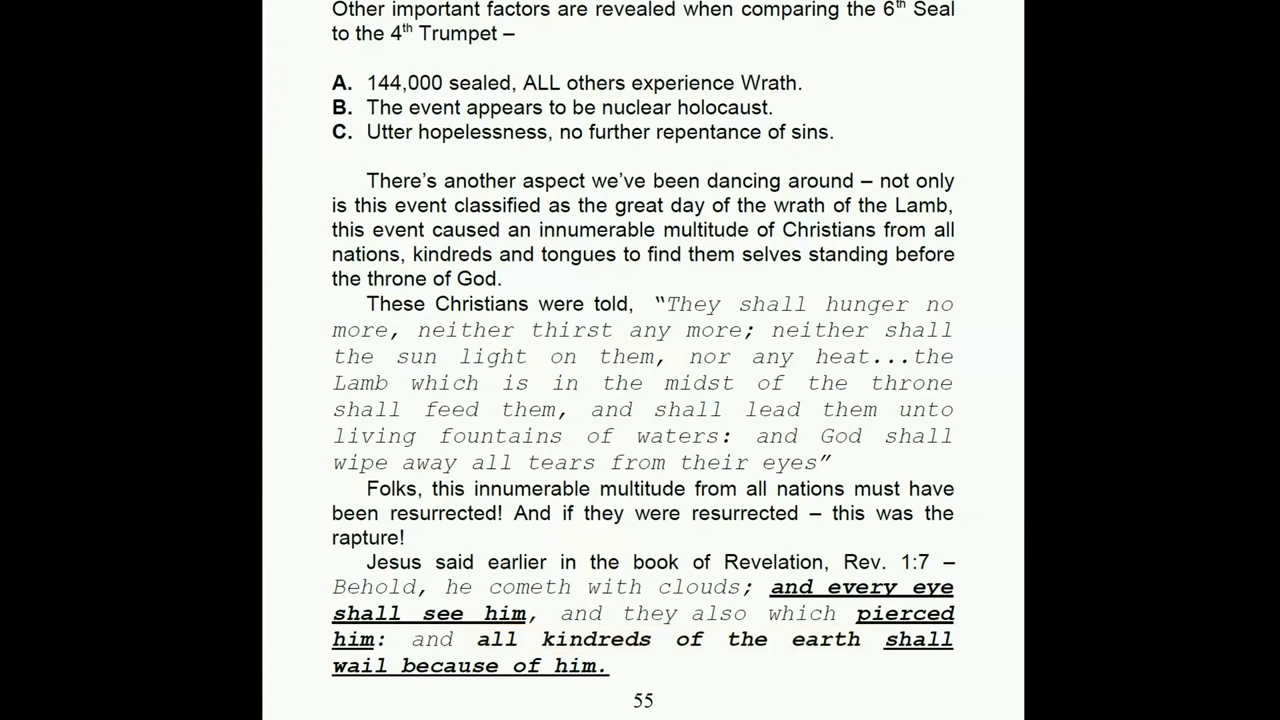 Other important factors are revealed when comparing the 6th Seal
to the 4th Trumpet –
A. 144,000 sealed, ALL others experience Wrath.
B. The event appears to be nuclear holocaust.
C. Utter hopelessness, no further repentance of sins.
There's another aspect we've been dancing around – not only
is this event classified as the great day of the wrath of the Lamb,
this event caused an innumerable multitude of Christians from all
nations, kindreds and tongues to find them selves standing before
the throne of God.
These Christians were told, "They shall hunger no
more, neither thirst any more; neither shall
the sun light on them, nor any heat...the
Lamb which is in the midst of the throne
shall feed them, and shall lead them unto
living fountains of waters: and God shall
wipe away all tears from their eyes"
Folks, this innumerable multitude from all nations must have
been resurrected! And if they were resurrected – this was the
rapture!
Jesus said earlier in the book of Revelation, Rev. 1:7 –
Behold, he cometh with clouds; and every eye
shall see him, and they also which pierced
him: and all kindreds of the earth shall
wail because of him.
55